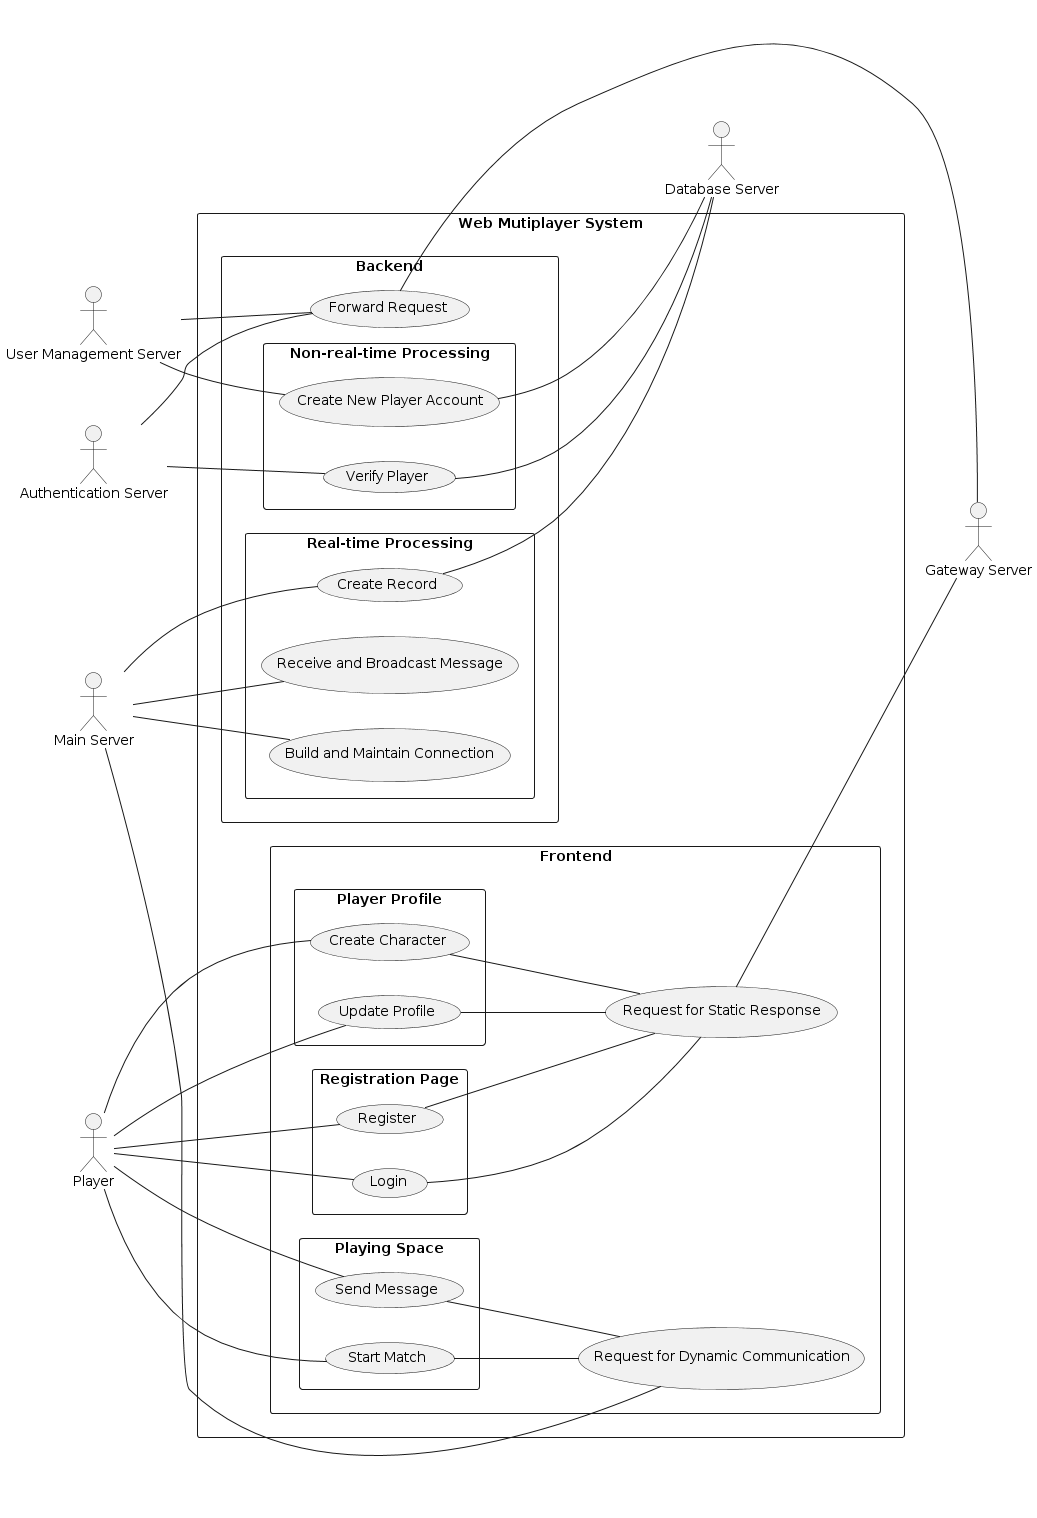 Database Server
Web Mutiplayer System
Backend
Forward Request
User Management Server
Non-real-time Processing
Create New Player Account
Authentication Server
Verify Player
Gateway Server
Real-time Processing
Create Record
Receive and Broadcast Message
Main Server
Build and Maintain Connection
Frontend
Player Profile
Create Character
Update Profile
Request for Static Response
Registration Page
Register
Player
Login
Playing Space
Send Message
Start Match
Request for Dynamic Communication